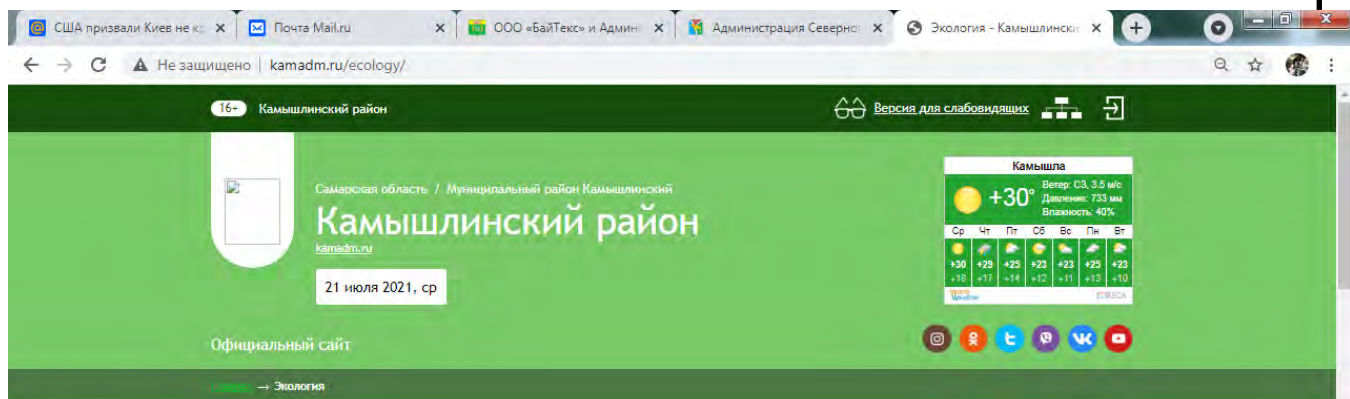 США призвали Киев не к
Почта Mail.ru
ООО «БайТекс» и Админ
Администрация Северно
Экология - Камышлински
Не защищено | kamadm.ru/ecology/
16+ Камышлинский район
Версия для слабовидящих
Самарская область / Муниципальный район Камышлинский
Камышлинский район
kamadm.ru
21 июля 2021, ср
Официальный сайт
Камышла
+30°
Ветер: СЗ, 3.5 м/с
Давление: 733 мм
Влажность: 40%
Ср Чт Пт Сб Вс Пн Вт
+30 +29 +25 +23 +23 +25 +23
+18 +17 +14 +12 +11 +13 +10
FORECA
→ Экология